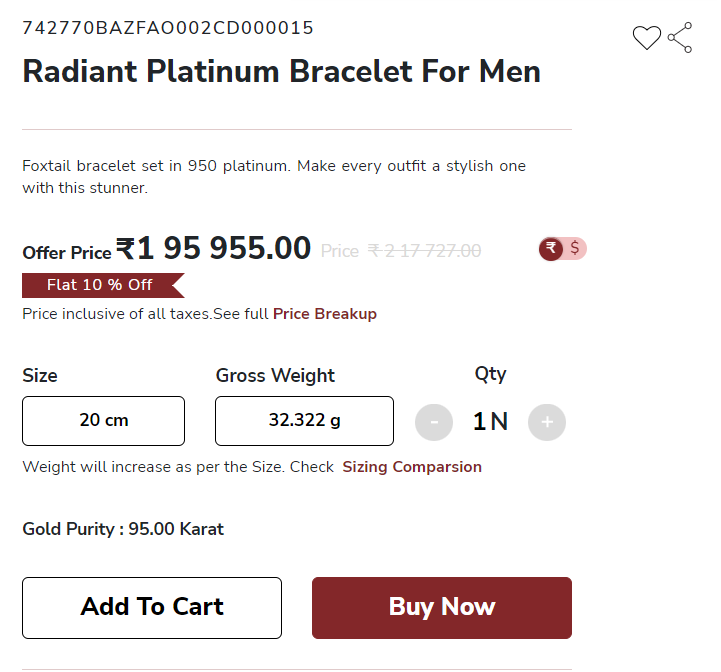 742770BAZFAO002CD000015
Radiant Platinum Bracelet For Men
Foxtail bracelet set in 950 platinum. Make every outfit a stylish one
with this stunner.
Offer Price ₹1 95 955.00 Price ₹ 2 17 727.00
₹ $
Flat 10 % Off
Price inclusive of all taxes.See full Price Breakup
Size Gross Weight Qty
20 cm 32.322 g - 1 N +
Weight will increase as per the Size. Check Sizing Comparsion
Gold Purity : 95.00 Karat
Add To Cart Buy Now